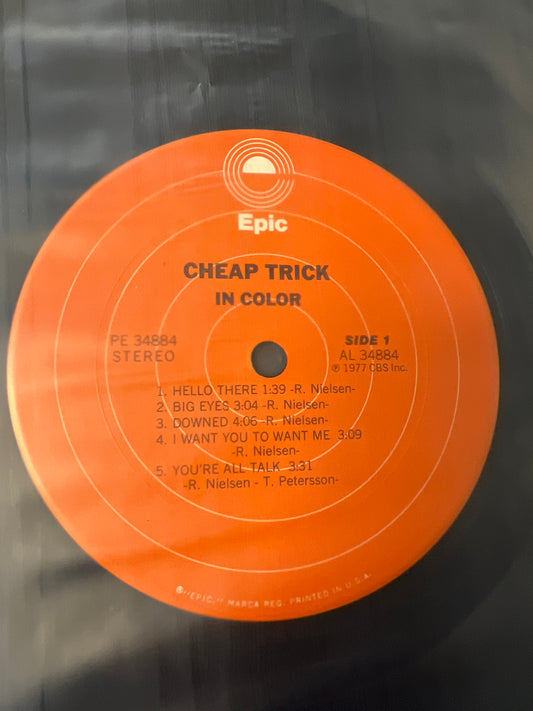 Epic
CHEAP TRICK
IN COLOR
PE 34884
STEREO
SIDE 1
AL 34884
℗ 1977 CBS Inc.
1. HELLO THERE 1:39 -R. Nielsen-
2. BIG EYES 3:04 -R. Nielsen-
3. DOWNED 4:06 -R. Nielsen-
4. I WANT YOU TO WANT ME 3:09
-R. Nielsen-
5. YOU'RE ALL TALK 3:31
-R. Nielsen - T. Petersson-
®"EPIC," MARCA REG. PRINTED IN U.S.A.